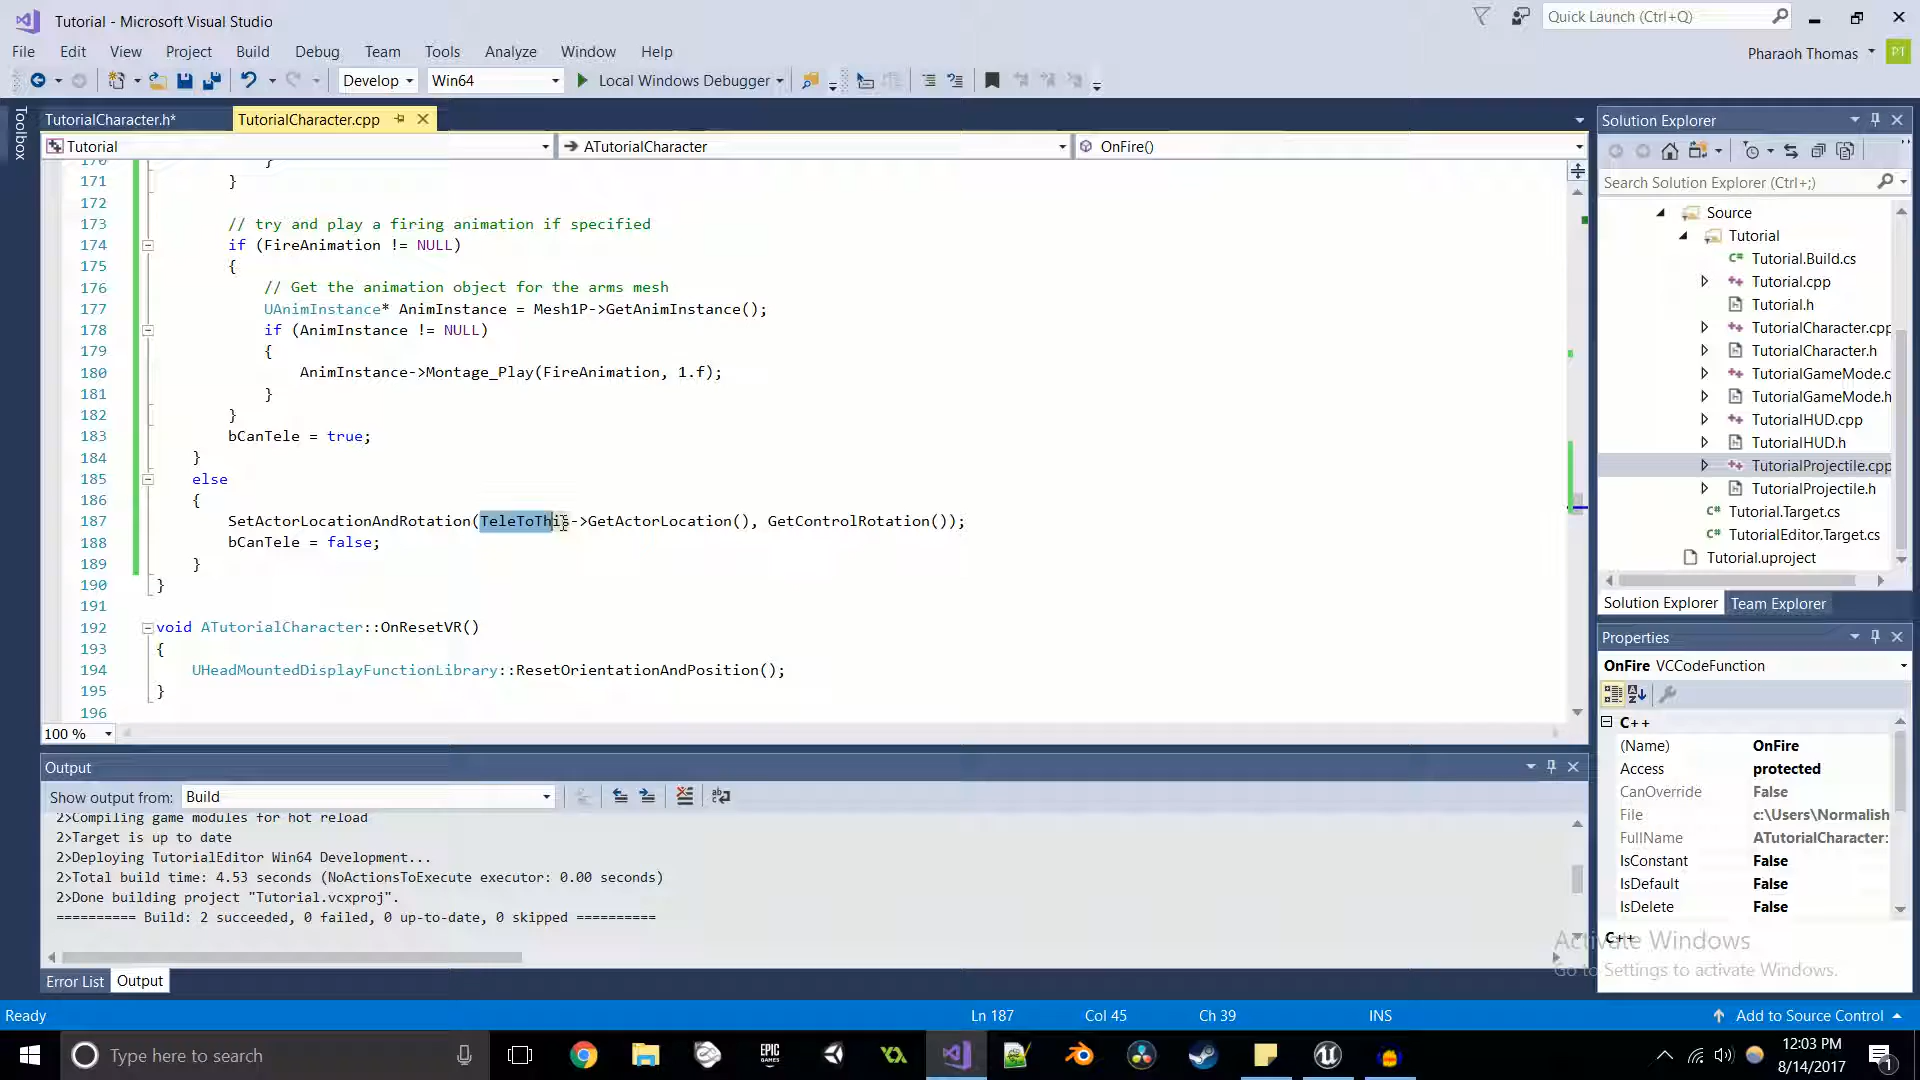 Tutorial - Microsoft Visual Studio
Quick Launch (Ctrl+Q)
File Edit View Project Build Debug Team Tools Analyze Window Help
Pharaoh Thomas
PT
Develop
Win64
Local Windows Debugger
Toolbox
TutorialCharacter.h*
TutorialCharacter.cpp
Tutorial
ATutorialCharacter
OnFire()
170 }
171 }
172
173 // try and play a firing animation if specified
174 if (FireAnimation != NULL)
175 {
176 // Get the animation object for the arms mesh
177 UAnimInstance* AnimInstance = Mesh1P->GetAnimInstance();
178 if (AnimInstance != NULL)
179 {
180 AnimInstance->Montage_Play(FireAnimation, 1.f);
181 }
182 }
183 bCanTele = true;
184 }
185 else
186 {
187 SetActorLocationAndRotation(TeleToThis->GetActorLocation(), GetControlRotation());
188 bCanTele = false;
189 }
190 }
191
192 void ATutorialCharacter::OnResetVR()
193 {
194 UHeadMountedDisplayFunctionLibrary::ResetOrientationAndPosition();
195 }
196
100 %
Output
Show output from: Build
2>Compiling game modules for hot reload
2>Target is up to date
2>Deploying TutorialEditor Win64 Development...
2>Total build time: 4.53 seconds (NoActionsToExecute executor: 0.00 seconds)
2>Done building project "Tutorial.vcxproj".
========== Build: 2 succeeded, 0 failed, 0 up-to-date, 0 skipped ==========
Error List Output
Solution Explorer
Search Solution Explorer (Ctrl+;)
Source
Tutorial
Tutorial.Build.cs
Tutorial.cpp
Tutorial.h
TutorialCharacter.cpp
TutorialCharacter.h
TutorialGameMode.c
TutorialGameMode.h
TutorialHUD.cpp
TutorialHUD.h
TutorialProjectile.cpp
TutorialProjectile.h
Tutorial.Target.cs
TutorialEditor.Target.cs
Tutorial.uproject
Solution Explorer Team Explorer
Properties
OnFire VCCodeFunction
C++
(Name) OnFire
Access protected
CanOverride False
File c:\Users\Normalish
FullName ATutorialCharacter:
IsConstant False
IsDefault False
IsDelete False
C++
Activate Windows
Go to Settings to activate Windows.
Ready
Ln 187
Col 45
Ch 39
INS
Add to Source Control
Type here to search
EPIC
GAMES
12:03 PM
8/14/2017
1